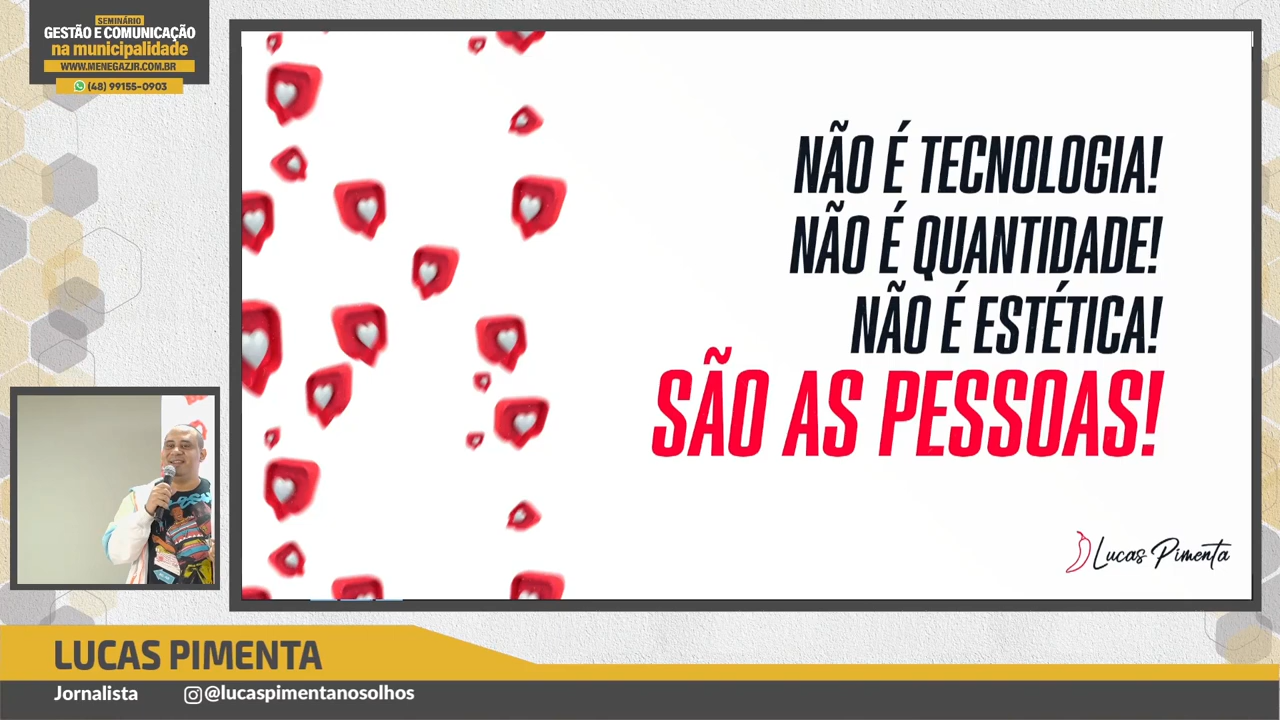 SEMINÁRIO
GESTÃO E COMUNICAÇÃO
na municipalidade
WWW.MENEGAZJR.COM.BR
(48) 99155-0903
NÃO É TECNOLOGIA!
NÃO É QUANTIDADE!
NÃO É ESTÉTICA!
SÃO AS PESSOAS!
Lucas Pimenta
LUCAS PIMENTA
Jornalista
@lucaspimentanosolhos